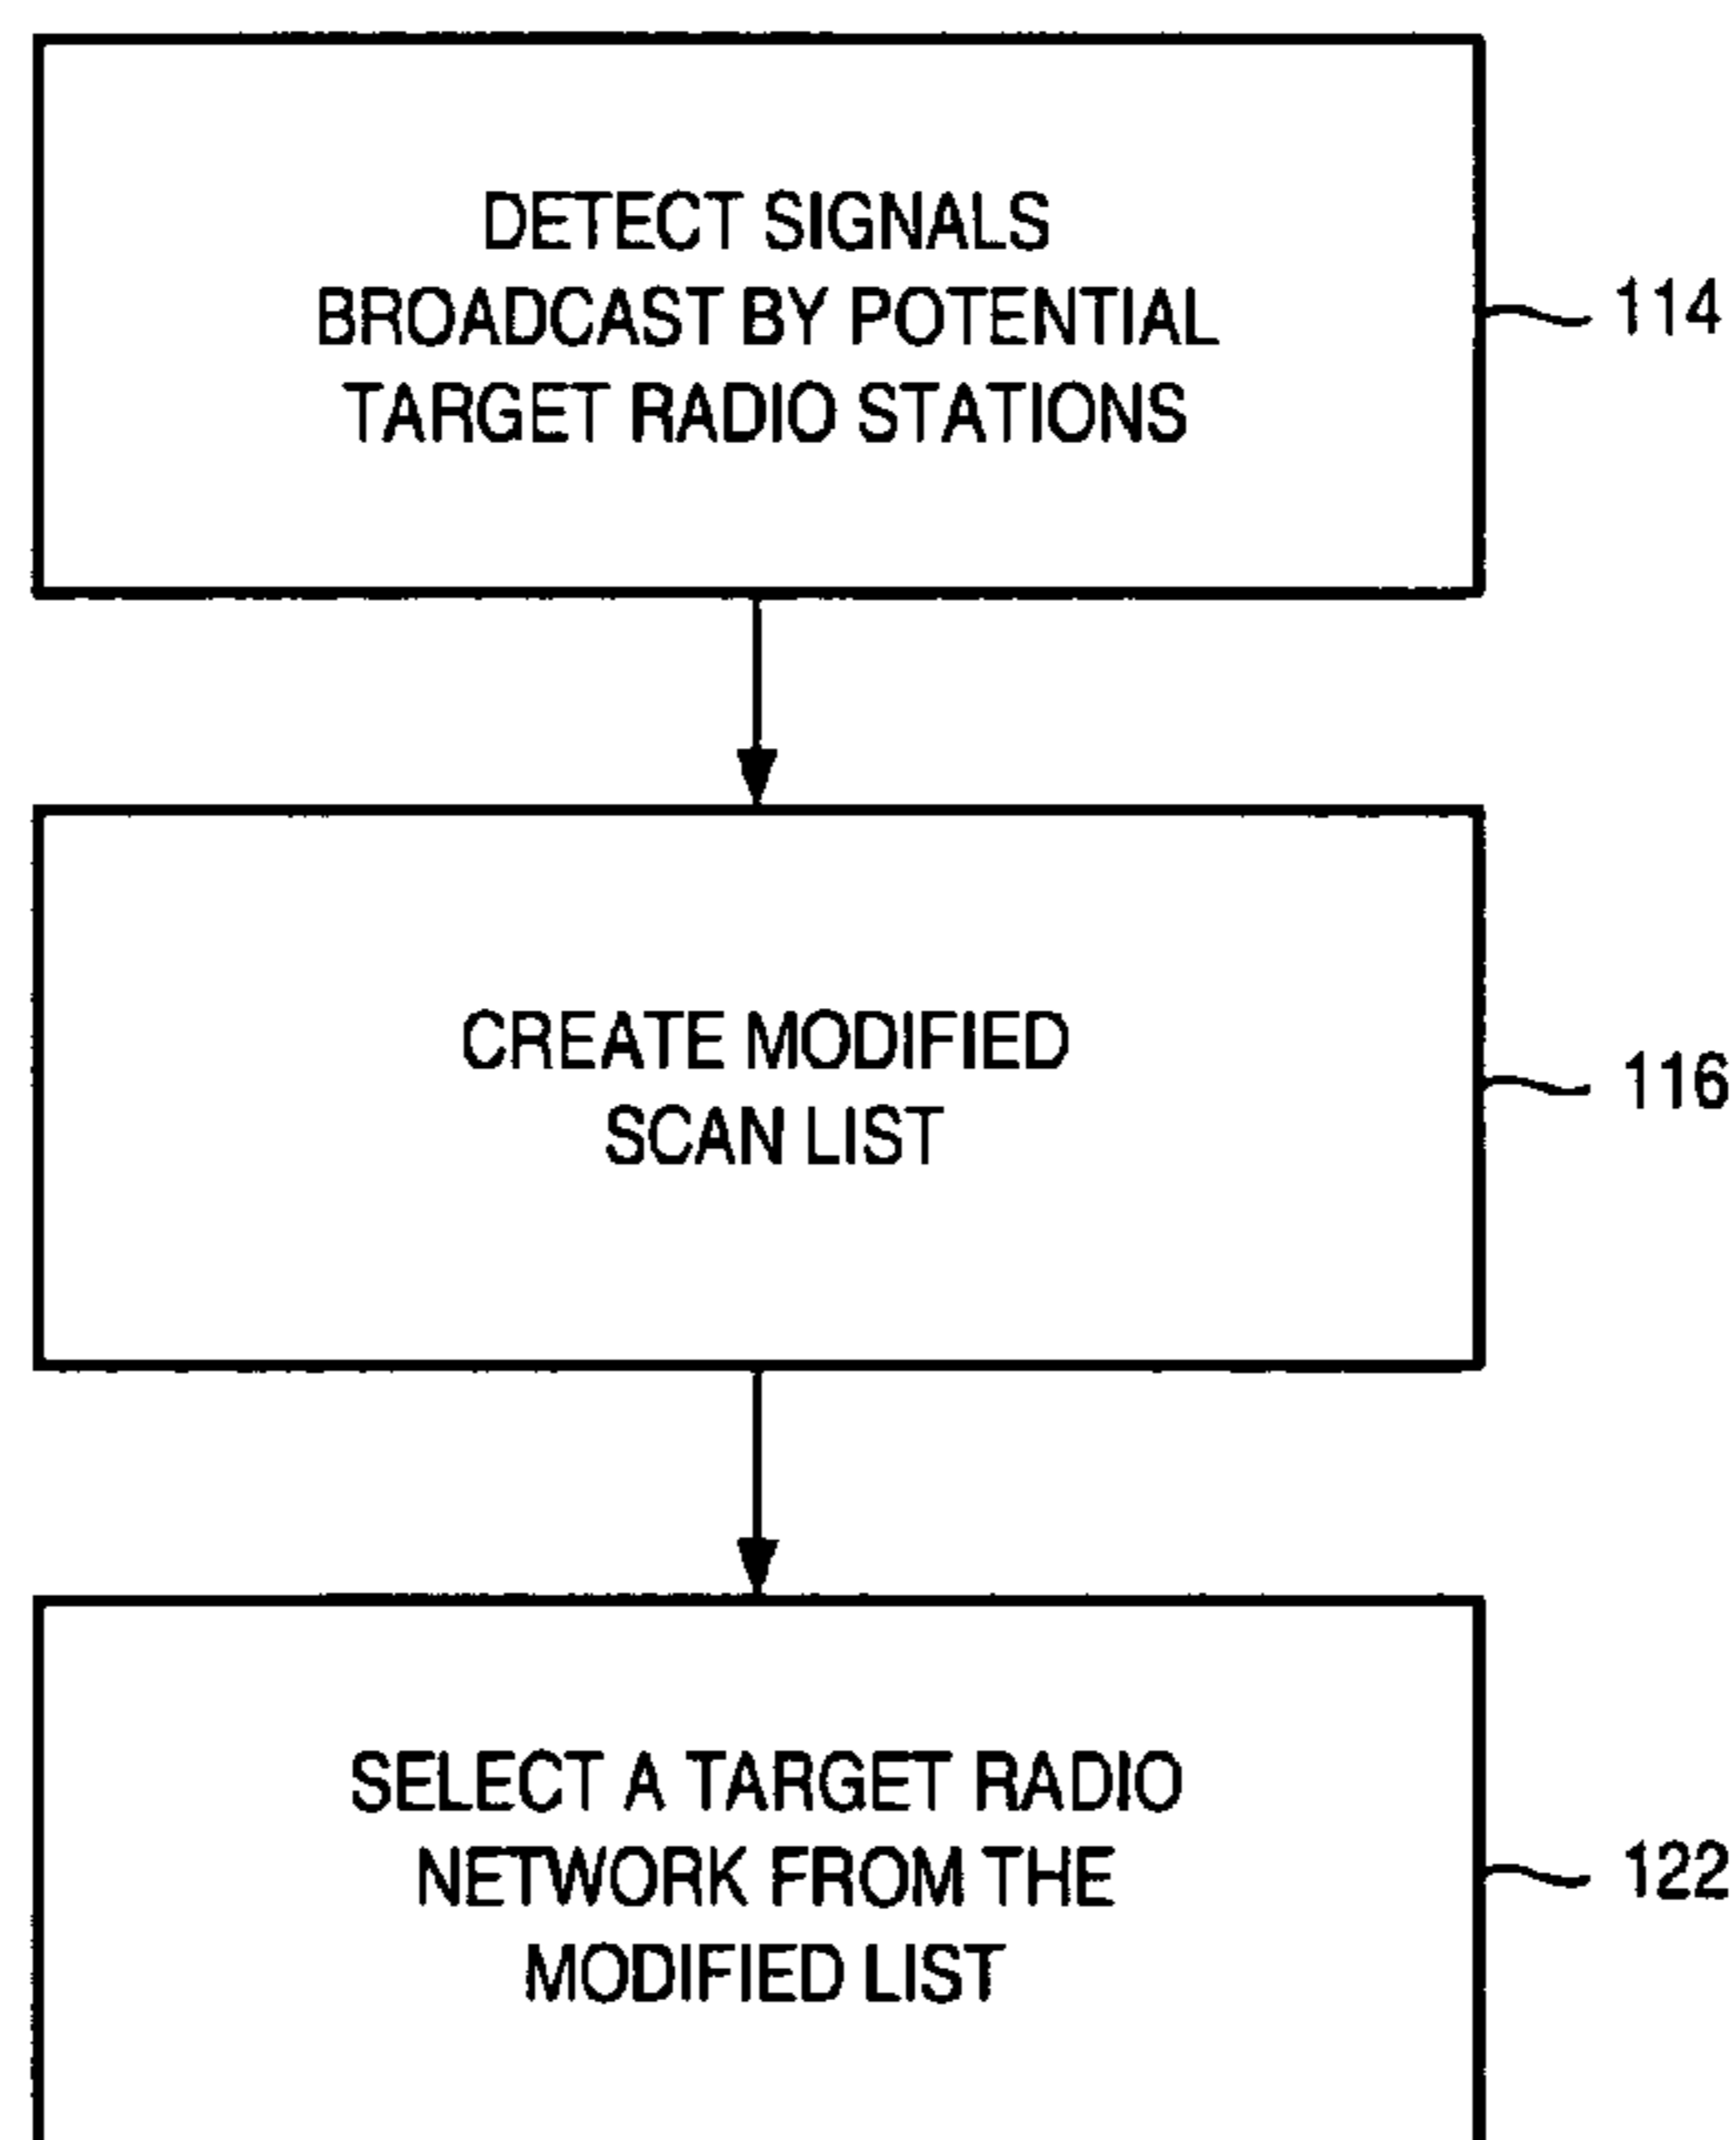 DETECT SIGNALS
BROADCAST BY POTENTIAL
TARGET RADIO STATIONS
114
CREATE MODIFIED
SCAN LIST
116
SELECT A TARGET RADIO
NETWORK FROM THE
MODIFIED LIST
122